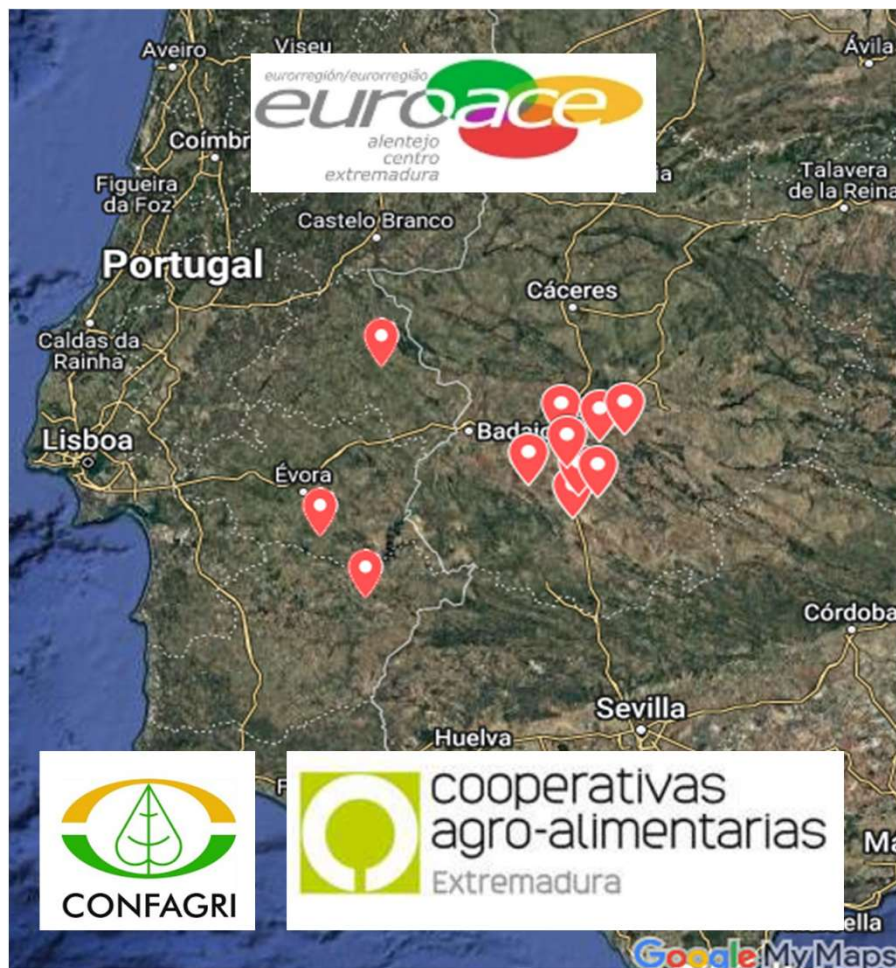 Aveiro
Viseu
Ávila
eurorregión/eurorregião
euroace
alentejo
centro
extremadura
Coímbr
Talavera
de la Reina
Figueira
da Foz
Castelo Branco
Portugal
Cáceres
Caldas da
Rainha
Lisboa
Badajo
Évora
Córdoba
Sevilla
Huelva
CONFAGRI
cooperativas
agro-alimentarias
Extremadura
Ma
ella
Google My Maps